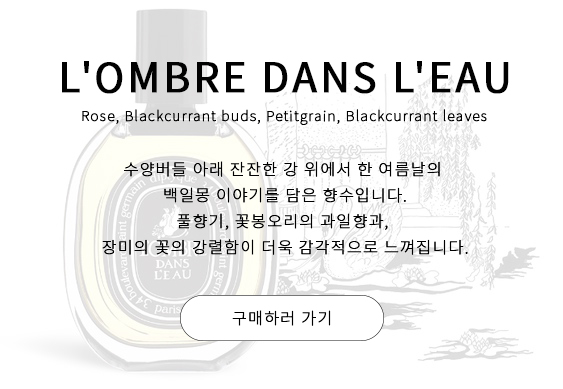 L'OMBRE DANS L'EAU
Rose, Blackcurrant buds, Petitgrain, Blackcurrant leaves
수양버들 아래 잔잔한 강 위에서 한 여름날의
백일몽 이야기를 담은 향수입니다.
풀향기, 꽃봉오리의 과일향과,
장미의 꽃의 강렬함이 더욱 감각적으로 느껴집니다.
DANS
L'EAU
구매하러 가기